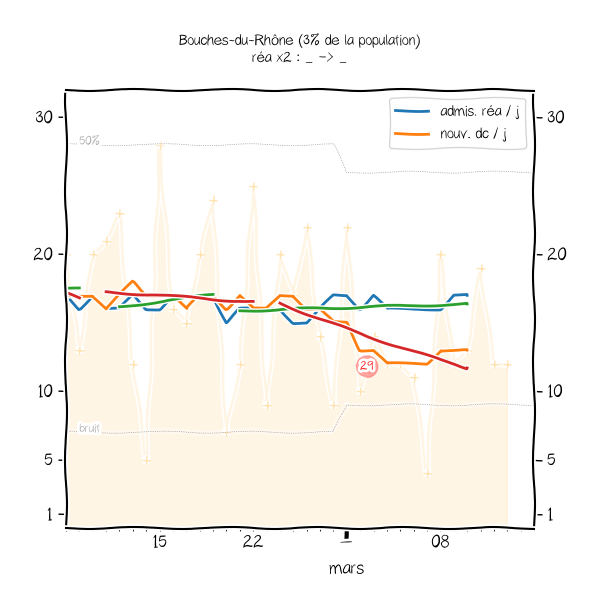 Bouches-du-Rhône (3% de la population)
réa x2 : _ -> _
admis. réa / j
nouv. dc / j
30
30
50%
20
20
29
10
10
bruit
5
5
1
1
15
22
08
mars